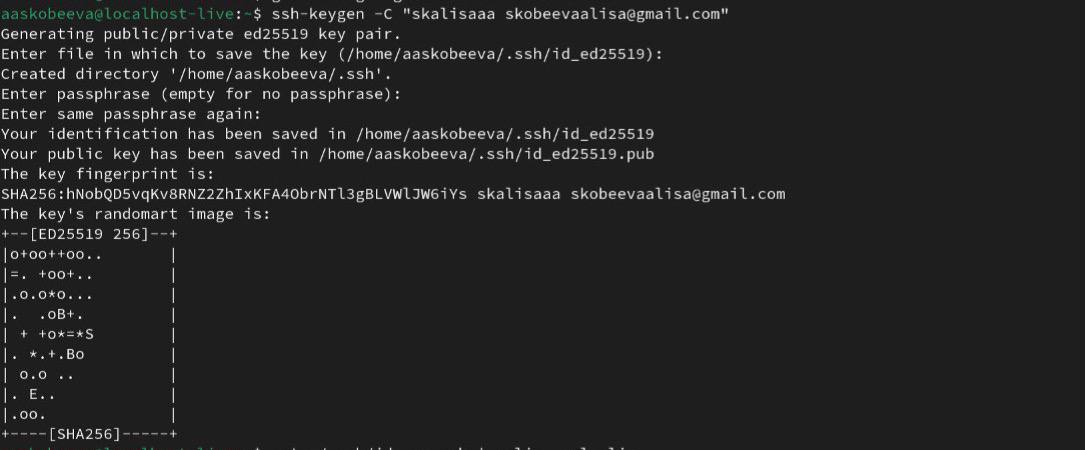 aaskobeeva@localhost-live:~$ ssh-keygen -C "skalisaaa skobeevaalisa@gmail.com"
Generating public/private ed25519 key pair.
Enter file in which to save the key (/home/aaskobeeva/.ssh/id_ed25519):
Created directory '/home/aaskobeeva/.ssh'.
Enter passphrase (empty for no passphrase):
Enter same passphrase again:
Your identification has been saved in /home/aaskobeeva/.ssh/id_ed25519
Your public key has been saved in /home/aaskobeeva/.ssh/id_ed25519.pub
The key fingerprint is:
SHA256:hNobQD5vqKv8RNZ2ZhIxKFA4ObrNTl3gBLVWlJW6iYs skalisaaa skobeevaalisa@gmail.com
The key's randomart image is:
+--[ED25519 256]--+
|o+oo++oo..       |
|=. +oo+..        |
|.o.o*o...        |
|.  .oB+.         |
| + +o*=*S        |
|. *.+.Bo         |
| o.o ..          |
|. E..            |
|.oo.             |
+----[SHA256]-----+